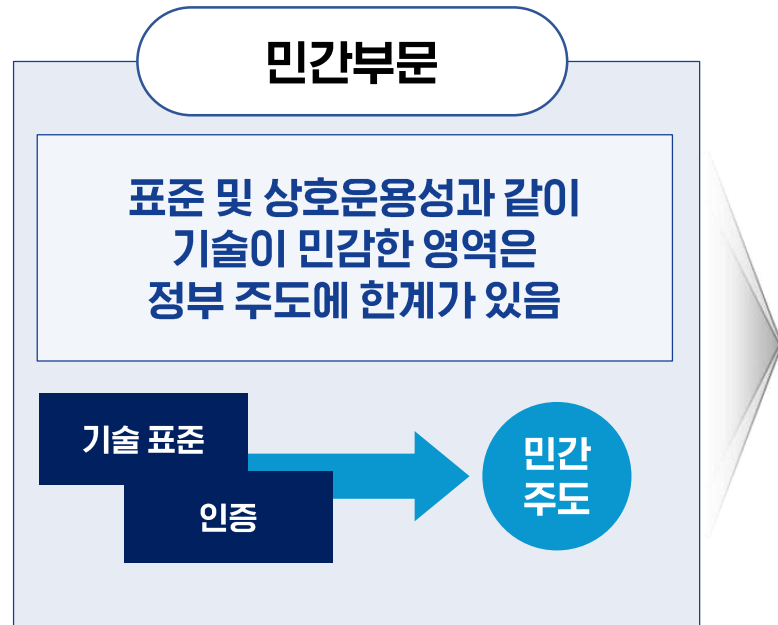 민간부문
표준 및 상호운용성과 같이
기술이 민감한 영역은
정부 주도에 한계가 있음
기술 표준
인증
민간
주도